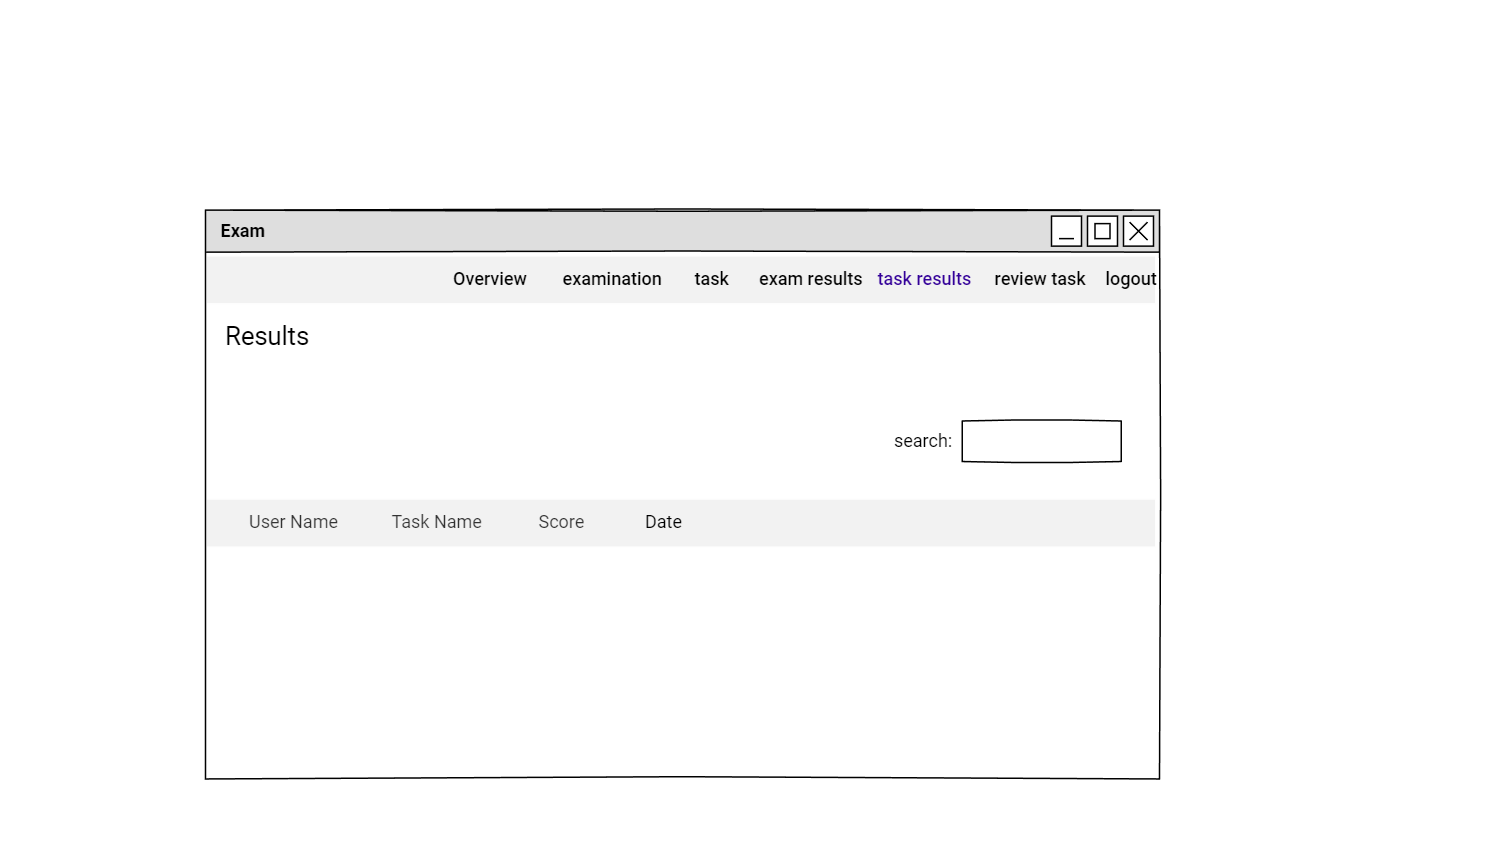 Exam
Overview examination task exam results task results review task logout
Results
search:
User Name Task Name Score Date